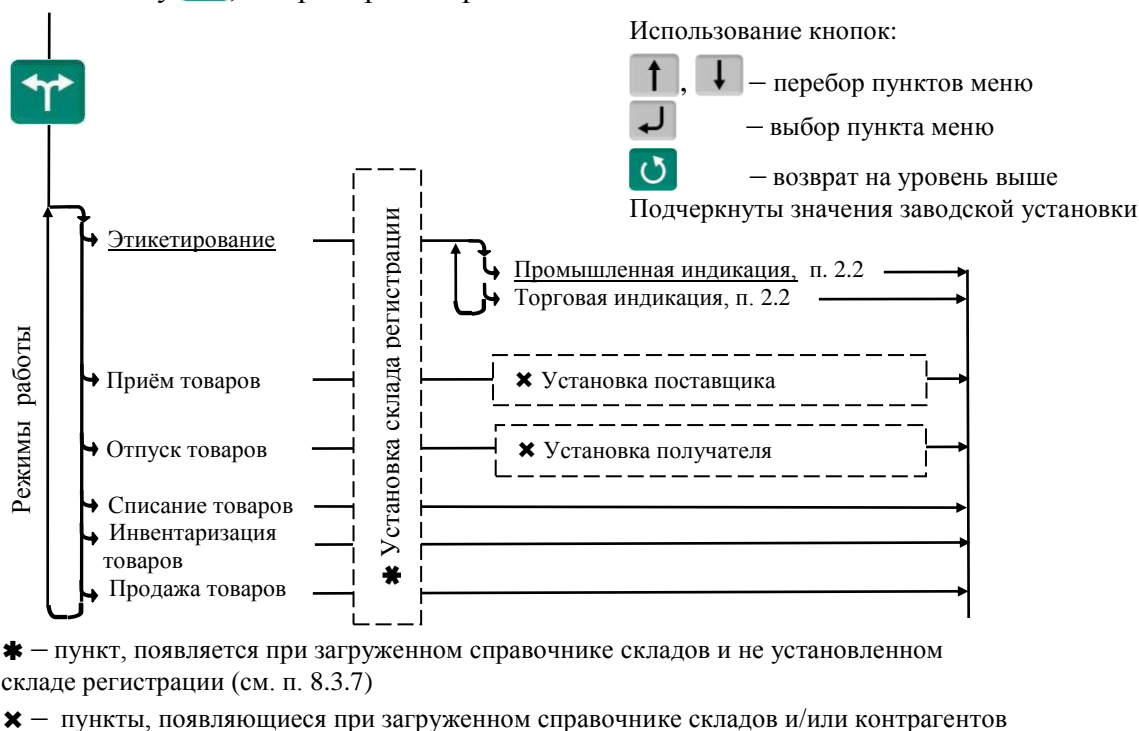 Использование кнопок:
, – перебор пунктов меню
– выбор пункта меню
– возврат на уровень выше
Подчеркнуты значения заводской установки
Режимы работы
Этикетирование
✱ Установка склада регистрации
Промышленная индикация, п. 2.2
Торговая индикация, п. 2.2
Приём товаров
✖ Установка поставщика
Отпуск товаров
✖ Установка получателя
Списание товаров
Инвентаризация
товаров
Продажа товаров
✱ – пункт, появляется при загруженном справочнике складов и не установленном
складе регистрации (см. п. 8.3.7)
✖ – пункты, появляющиеся при загруженном справочнике складов и/или контрагентов